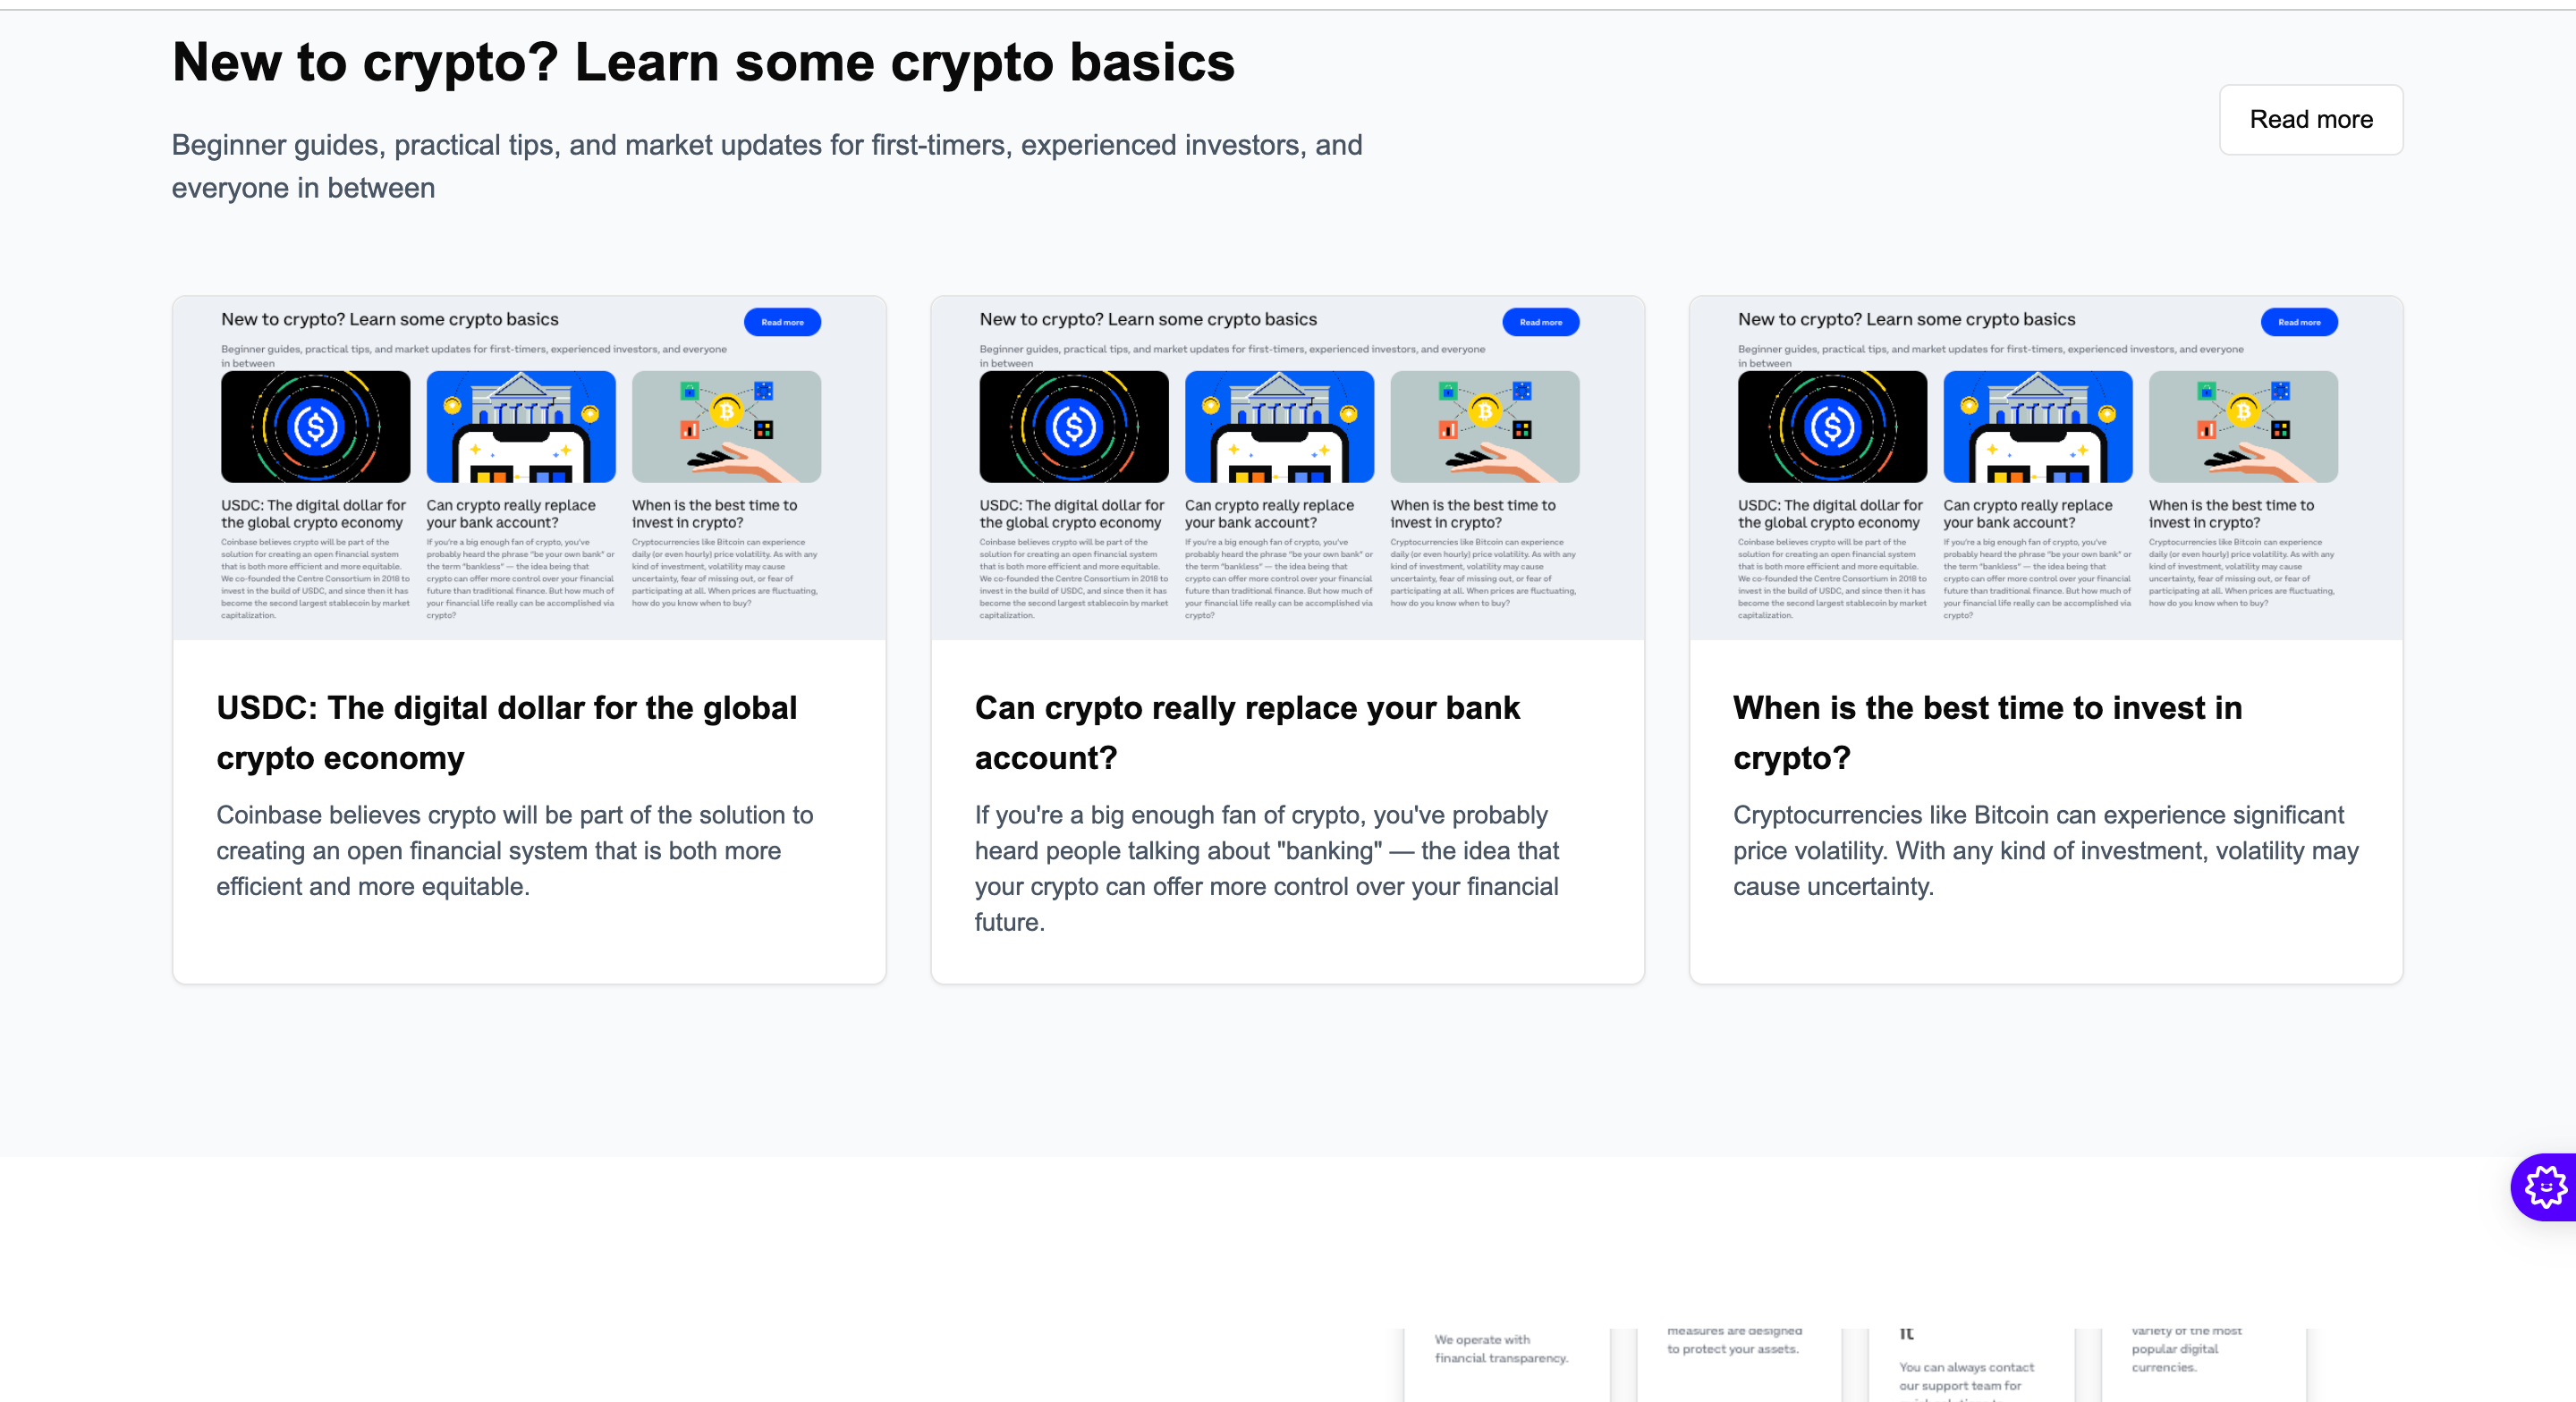 New to crypto? Learn some crypto basics
Beginner guides, practical tips, and market updates for first-timers, experienced investors, and
everyone in between
Read more
New to crypto? Learn some crypto basics
Read more
Beginner guides, practical tips, and market updates for first-timers, experienced investors, and everyone
in between
USDC: The digital dollar for
the global crypto economy
Coinbase believes crypto will be part of the
solution for creating an open financial system
that is both more efficient and more equitable.
We co-founded the Centre Consortium in 2018 to
invest in the build of USDC, and since then it has
become the second largest stablecoin by market
capitalization.
Can crypto really replace
your bank account?
If you're a big enough fan of crypto, you've
probably heard the phrase "be your own bank" or
the term "bankless" — the idea being that
crypto can offer more control over your financial
future than traditional finance. But how much of
your financial life really can be accomplished via
crypto?
When is the best time to
invest in crypto?
Cryptocurrencies like Bitcoin can experience
daily (or even hourly) price volatility. As with any
kind of investment, volatility may cause
uncertainty, fear of missing out, or fear of
participating at all. When prices are fluctuating,
how do you know when to buy?
USDC: The digital dollar for the global
crypto economy
Coinbase believes crypto will be part of the solution to
creating an open financial system that is both more
efficient and more equitable.
New to crypto? Learn some crypto basics
Read more
Beginner guides, practical tips, and market updates for first-timers, experienced investors, and everyone
in between
USDC: The digital dollar for
the global crypto economy
Coinbase believes crypto will be part of the
solution for creating an open financial system
that is both more efficient and more equitable.
We co-founded the Centre Consortium in 2018 to
invest in the build of USDC, and since then it has
become the second largest stablecoin by market
capitalization.
Can crypto really replace
your bank account?
If you're a big enough fan of crypto, you've
probably heard the phrase "be your own bank" or
the term "bankless" — the idea being that
crypto can offer more control over your financial
future than traditional finance. But how much of
your financial life really can be accomplished via
crypto?
When is the best time to
invest in crypto?
Cryptocurrencies like Bitcoin can experience
daily (or even hourly) price volatility. As with any
kind of investment, volatility may cause
uncertainty, fear of missing out, or fear of
participating at all. When prices are fluctuating,
how do you know when to buy?
Can crypto really replace your bank
account?
If you're a big enough fan of crypto, you've probably
heard people talking about "banking" — the idea that
your crypto can offer more control over your financial
future.
New to crypto? Learn some crypto basics
Read more
Beginner guides, practical tips, and market updates for first-timers, experienced investors, and everyone
in between
USDC: The digital dollar for
the global crypto economy
Coinbase believes crypto will be part of the
solution for creating an open financial system
that is both more efficient and more equitable.
We co-founded the Centre Consortium in 2018 to
invest in the build of USDC, and since then it has
become the second largest stablecoin by market
capitalization.
Can crypto really replace
your bank account?
If you're a big enough fan of crypto, you've
probably heard the phrase "be your own bank" or
the term "bankless" — the idea being that
crypto can offer more control over your financial
future than traditional finance. But how much of
your financial life really can be accomplished via
crypto?
When is the best time to
invest in crypto?
Cryptocurrencies like Bitcoin can experience
daily (or even hourly) price volatility. As with any
kind of investment, volatility may cause
uncertainty, fear of missing out, or fear of
participating at all. When prices are fluctuating,
how do you know when to buy?
When is the best time to invest in
crypto?
Cryptocurrencies like Bitcoin can experience significant
price volatility. With any kind of investment, volatility may
cause uncertainty.
We operate with
financial transparency.
measures are designed
to protect your assets.
it
You can always contact
our support team for
variety of the most
popular digital
currencies.